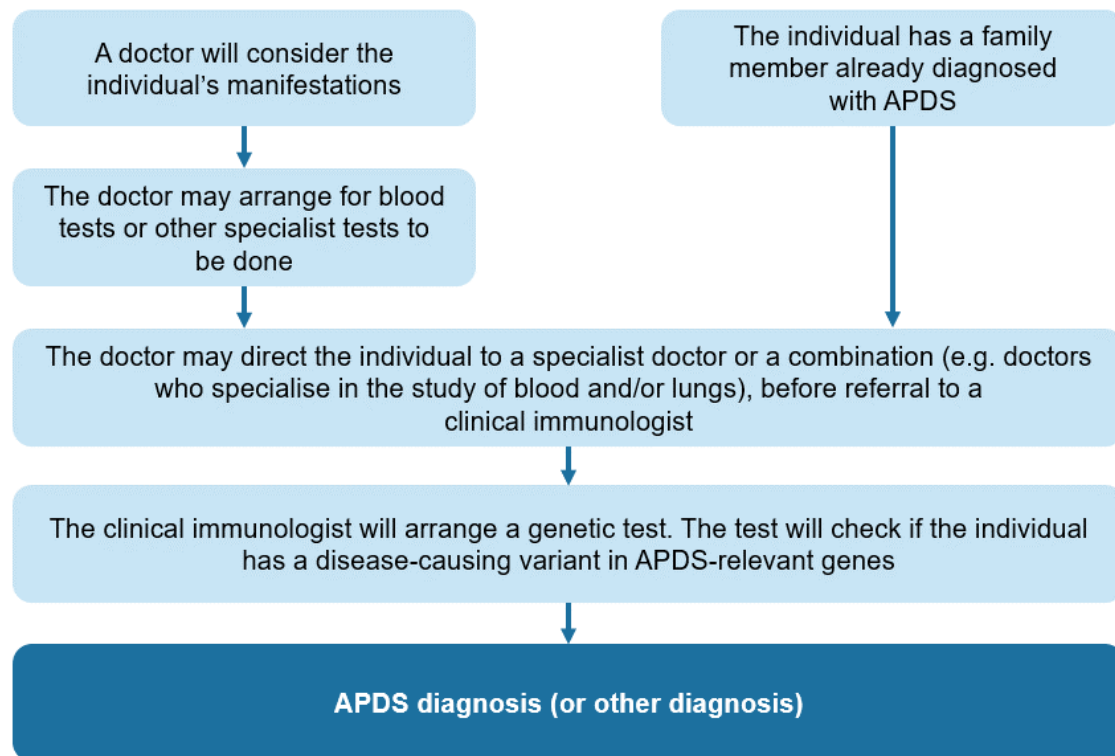 A doctor will consider the
individual's manifestations
The individual has a family
member already diagnosed
with APDS
The doctor may arrange for blood
tests or other specialist tests to
be done
The doctor may direct the individual to a specialist doctor or a combination (e.g. doctors
who specialise in the study of blood and/or lungs), before referral to a
clinical immunologist
The clinical immunologist will arrange a genetic test. The test will check if the individual
has a disease-causing variant in APDS-relevant genes
APDS diagnosis (or other diagnosis)